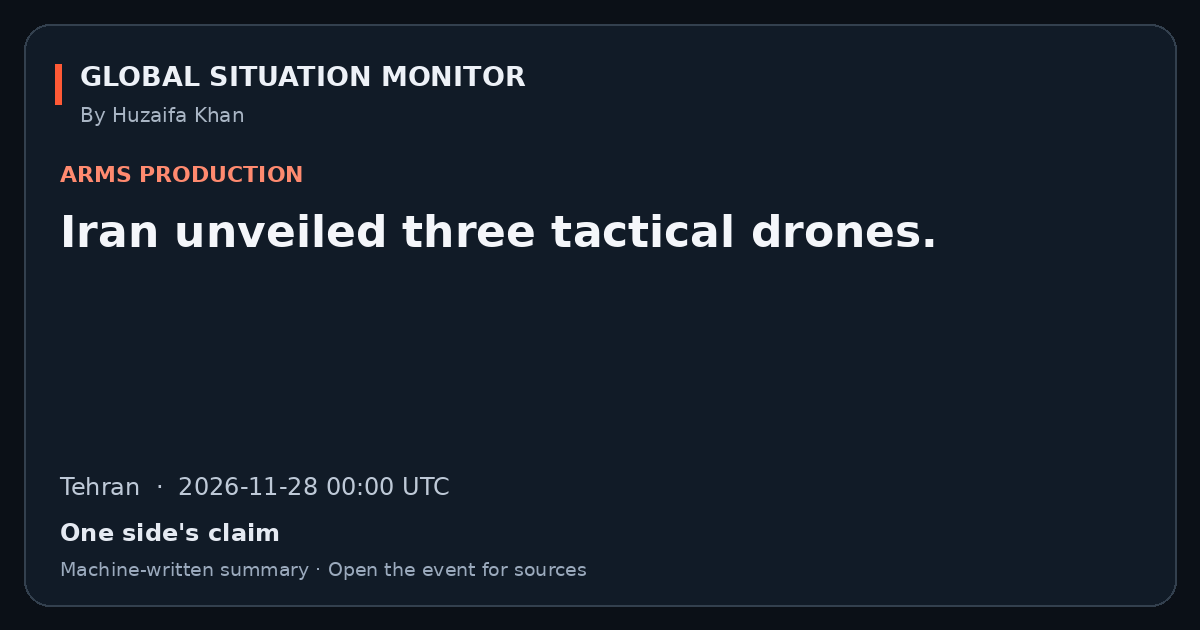 GLOBAL SITUATION MONITOR
By Huzaifa Khan
ARMS PRODUCTION
Iran unveiled three tactical drones.
Tehran · 2026-11-28 00:00 UTC
One side's claim
Machine-written summary · Open the event for sources